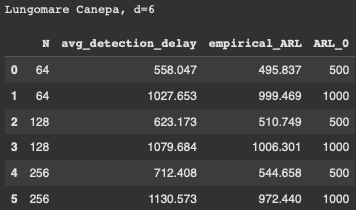 Lungomare Canepa, d=6
N avg_detection_delay empirical_ARL ARL_0
0 64 558.047 495.837 500
1 64 1027.653 999.469 1000
2 128 623.173 510.749 500
3 128 1079.684 1006.301 1000
4 256 712.408 544.658 500
5 256 1130.573 972.440 1000